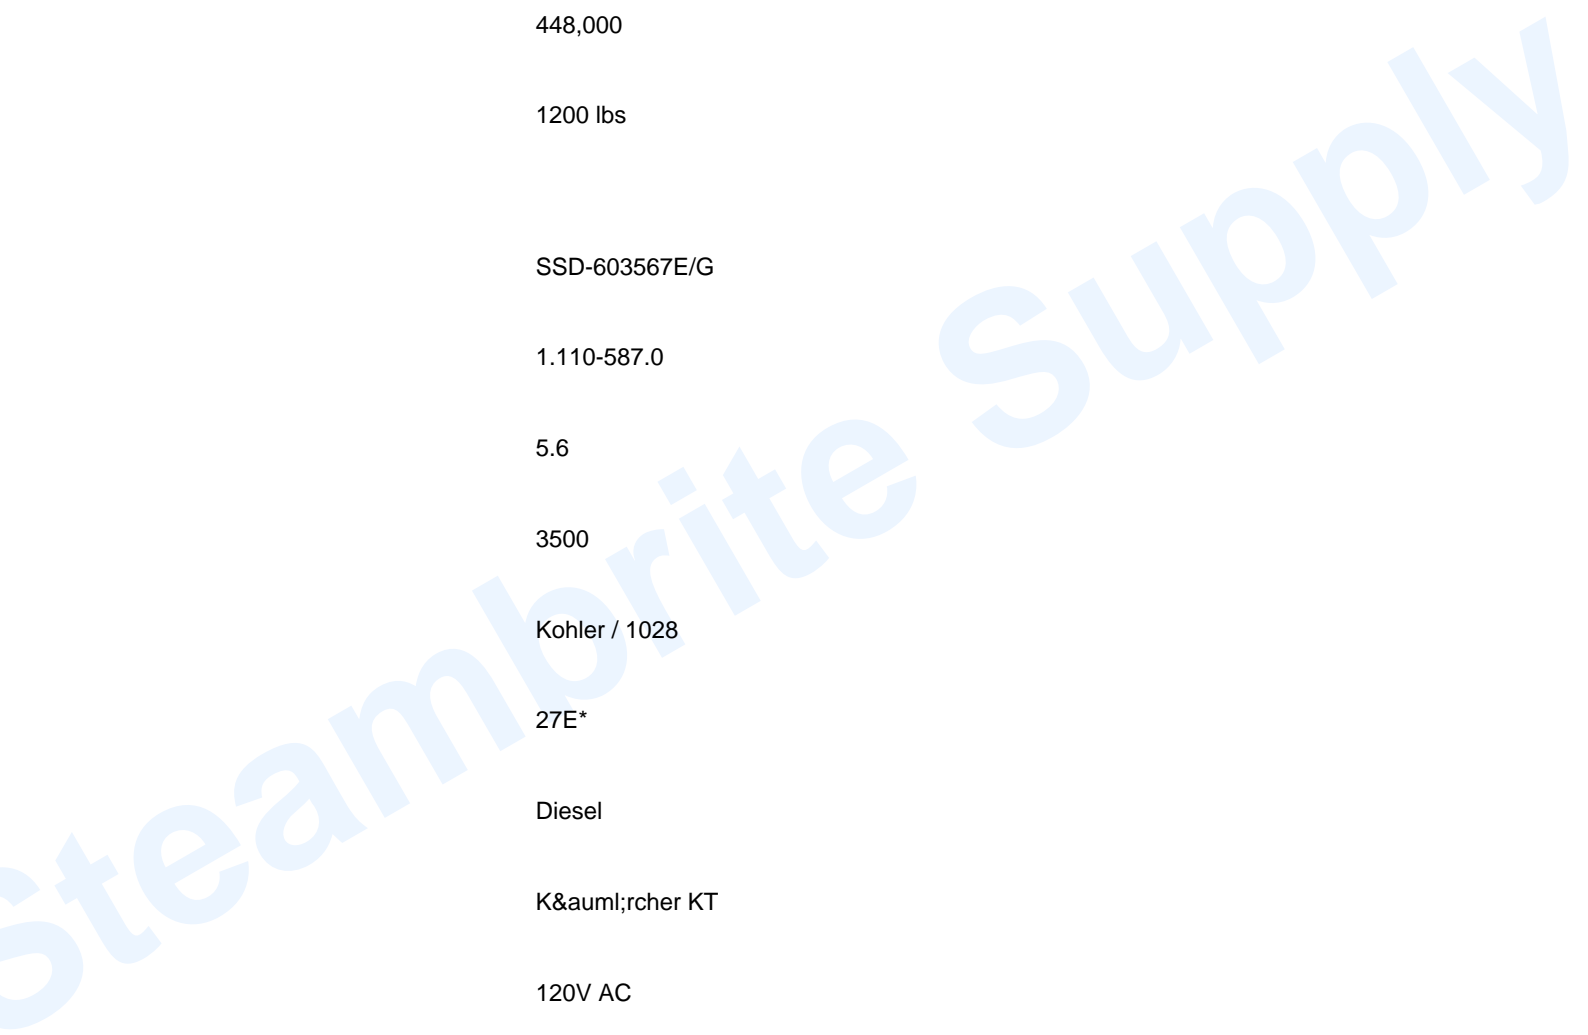 448,000
1200 lbs
SSD-603567E/G
1.110-587.0
5.6
3500
Kohler / 1028
27E*
Diesel
K&auml;rcher KT
120V AC
Steambrite Supply